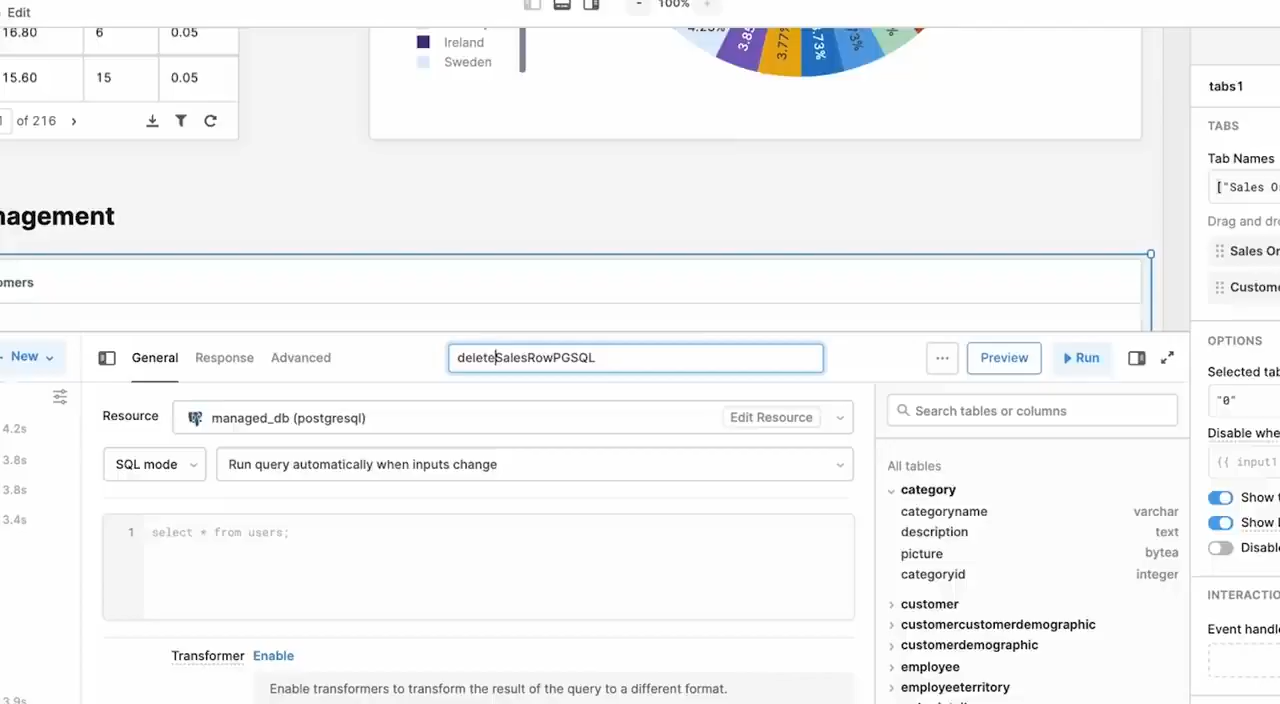 Edit
- 100% +
16.80 6 0.05
15.60 15 0.05
of 216
Ireland
Sweden
3.77%
tabs1
TABS
Tab Names
["Sales O
Drag and dro
Sales Or
Custome
nagement
omers
New
General Response Advanced
deleteSalesRowPGSQL
... Preview Run
Resource
managed_db (postgresql)
Edit Resource
SQL mode
Run query automatically when inputs change
1 select * from users;
Transformer Enable
Enable transformers to transform the result of the query to a different format.
4.2s
3.8s
3.8s
3.4s
3.9s
Search tables or columns
All tables
category
categoryname varchar
description text
picture bytea
categoryid integer
customer
customercustomerdemographic
customerdemographic
employee
employeeterritory
OPTIONS
Selected tab
"0"
Disable whe
{{ input1
Show t
Show
Disable
INTERACTIO
Event handle